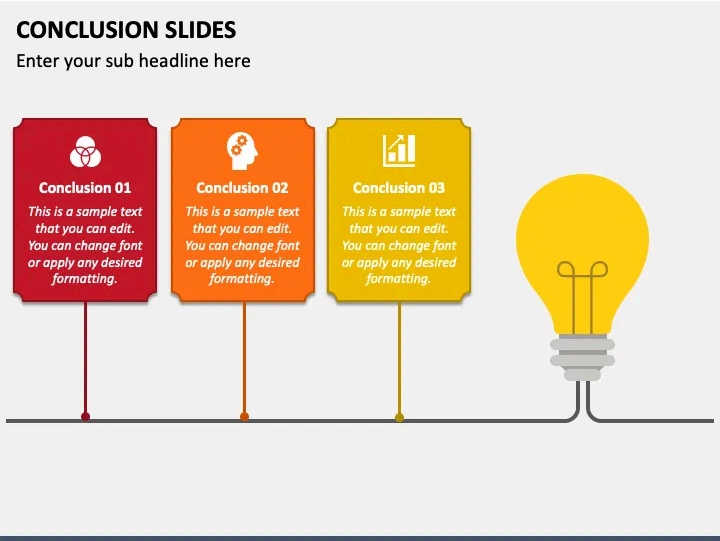 CONCLUSION SLIDES
Enter your sub headline here
Conclusion 01
This is a sample text
that you can edit.
You can change font
or apply any desired
formatting.
Conclusion 02
This is a sample text
that you can edit.
You can change font
or apply any desired
formatting.
Conclusion 03
This is a sample text
that you can edit.
You can change font
or apply any desired
formatting.